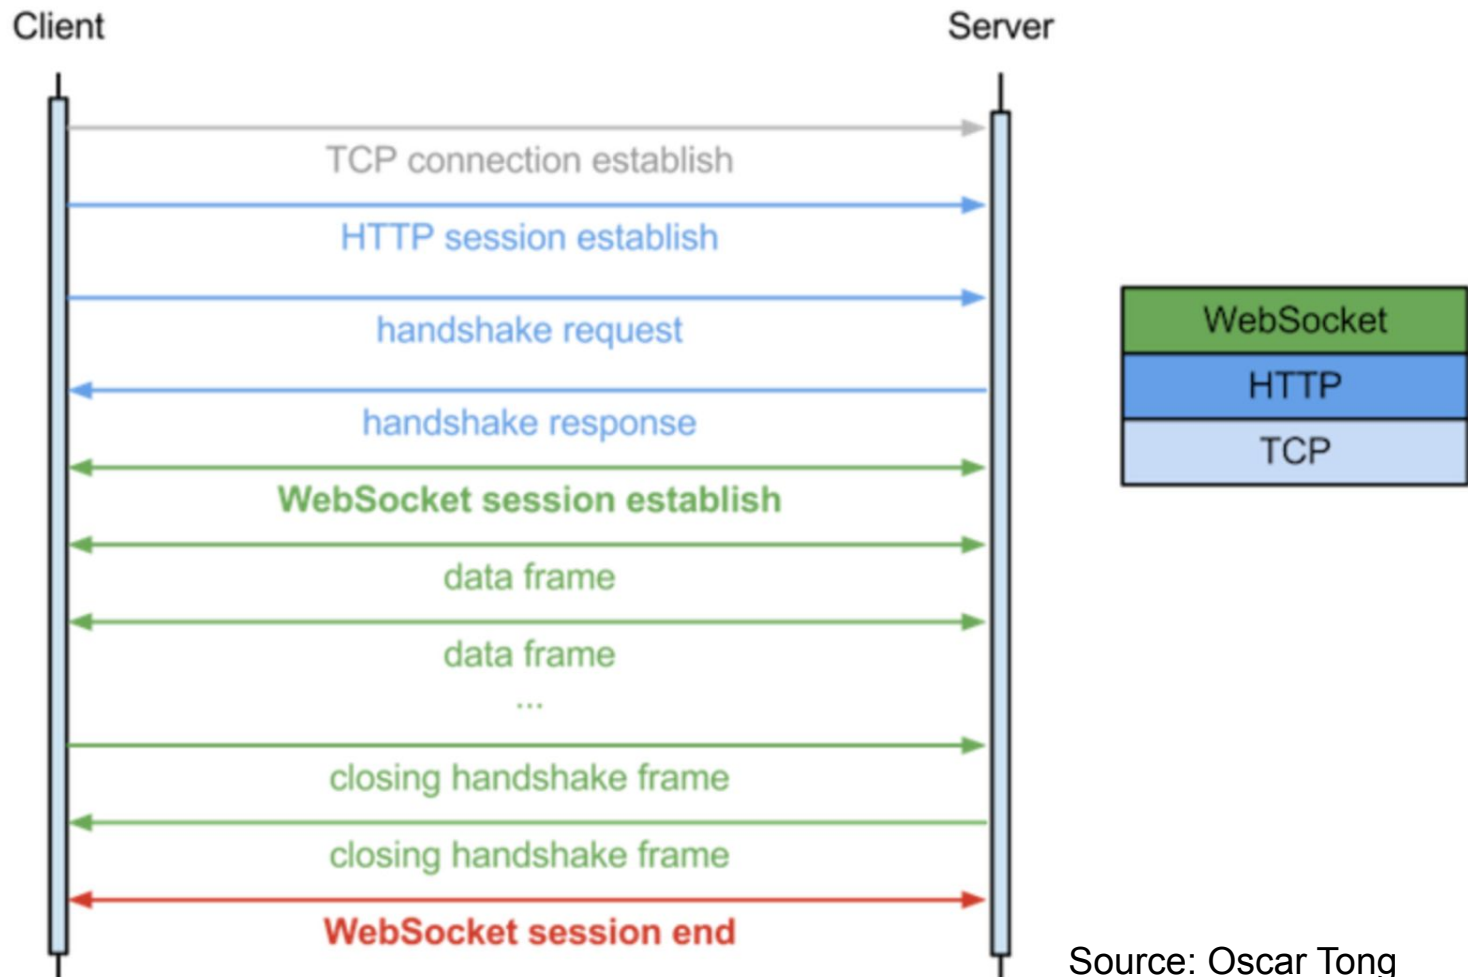 Client
Server
TCP connection establish
HTTP session establish
handshake request
handshake response
WebSocket session establish
data frame
data frame
...
closing handshake frame
closing handshake frame
WebSocket session end
WebSocket
HTTP
TCP
Source: Oscar Tong